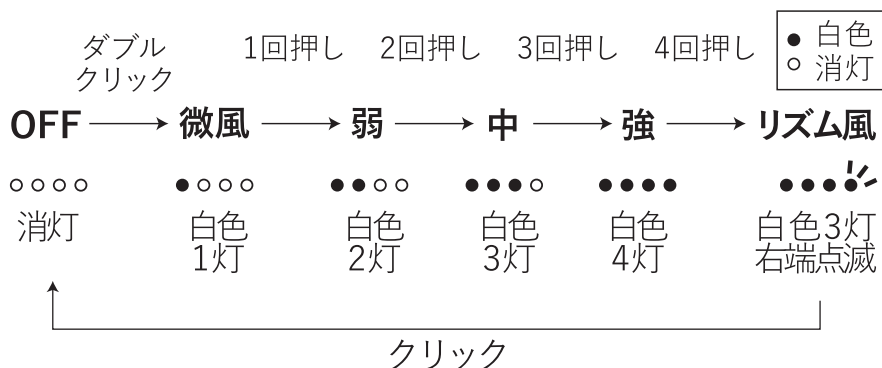 ダブル
クリック
1回押し
2回押し
3回押し
4回押し
● 白色
○ 消灯
OFF
微風
弱
中
強
リズム風
消灯
白色
1灯
白色
2灯
白色
3灯
白色
4灯
白色3灯
右端点滅
クリック